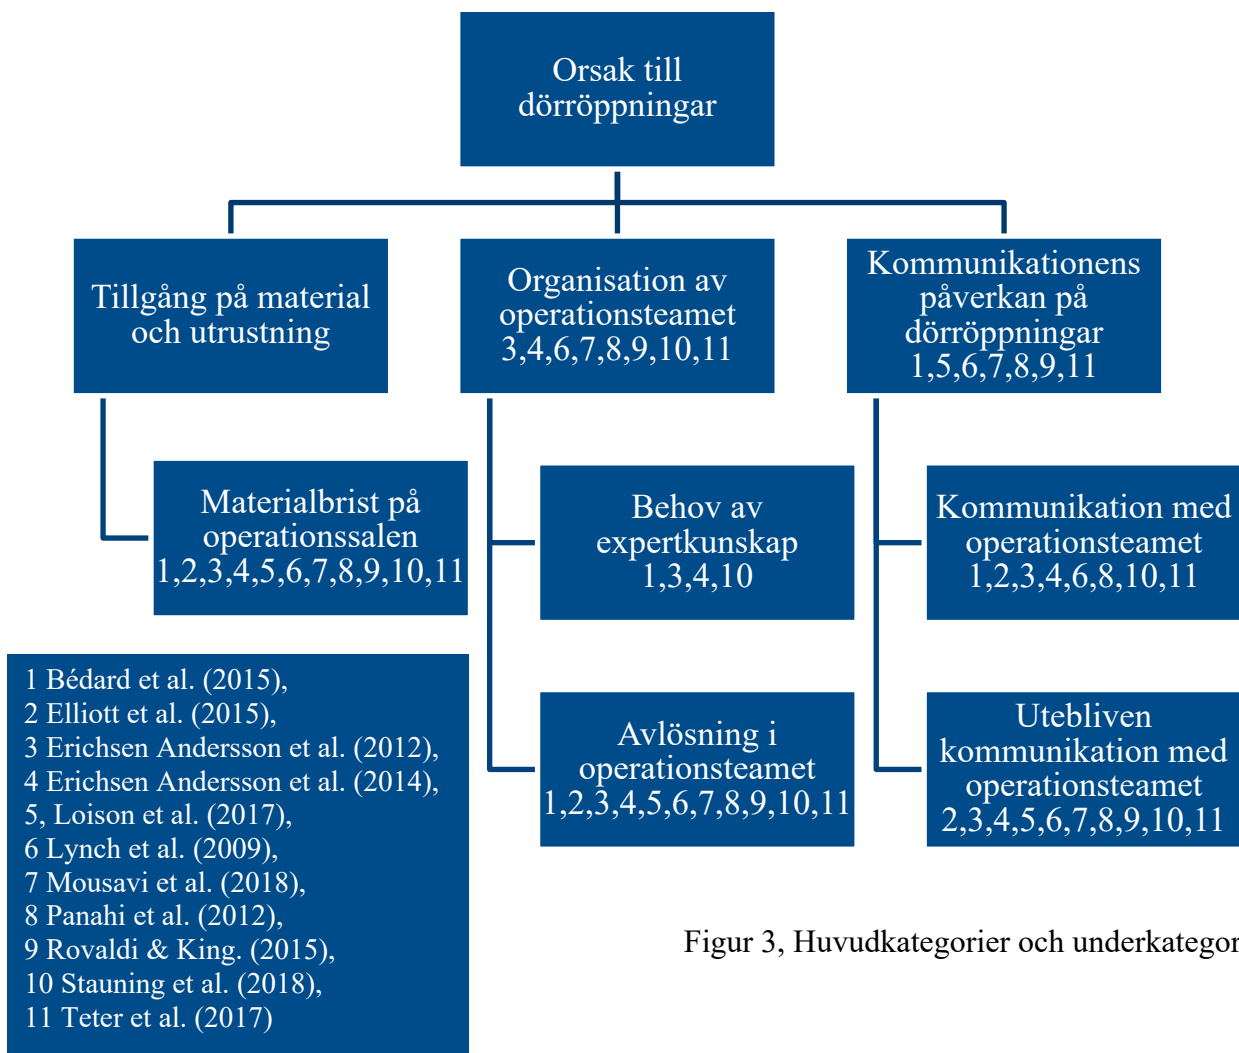 Orsak till
dörröppningar
Tillgång på material
och utrustning
Organisation av
operationsteamet
3,4,6,7,8,9,10,11
Kommunikationens
påverkan på
dörröppningar
1,5,6,7,8,9,11
Materialbrist på
operationssalen
1,2,3,4,5,6,7,8,9,10,11
Behov av
expertkunskap
1,3,4,10
Kommunikation med
operationsteamet
1,2,3,4,6,8,10,11
Avlösning i
operationsteamet
1,2,3,4,5,6,7,8,9,10,11
Utebliven
kommunikation med
operationsteamet
2,3,4,5,6,7,8,9,10,11
1 Bédard et al. (2015),
2 Elliott et al. (2015),
3 Erichsen Andersson et al. (2012),
4 Erichsen Andersson et al. (2014),
5, Loison et al. (2017),
6 Lynch et al. (2009),
7 Mousavi et al. (2018),
8 Panahi et al. (2012),
9 Rovaldi & King. (2015),
10 Stauning et al. (2018),
11 Teter et al. (2017)
Figur 3, Huvudkategorier och underkategor